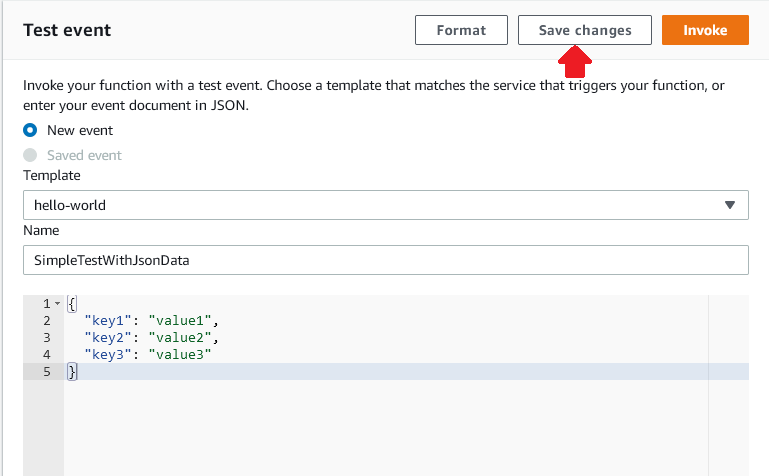 Test event
Format
Save changes
Invoke
Invoke your function with a test event. Choose a template that matches the service that triggers your function, or
enter your event document in JSON.
New event
Saved event
Template
hello-world
Name
SimpleTestWithJsonData
1 {
2 "key1": "value1",
3 "key2": "value2",
4 "key3": "value3"
5 }